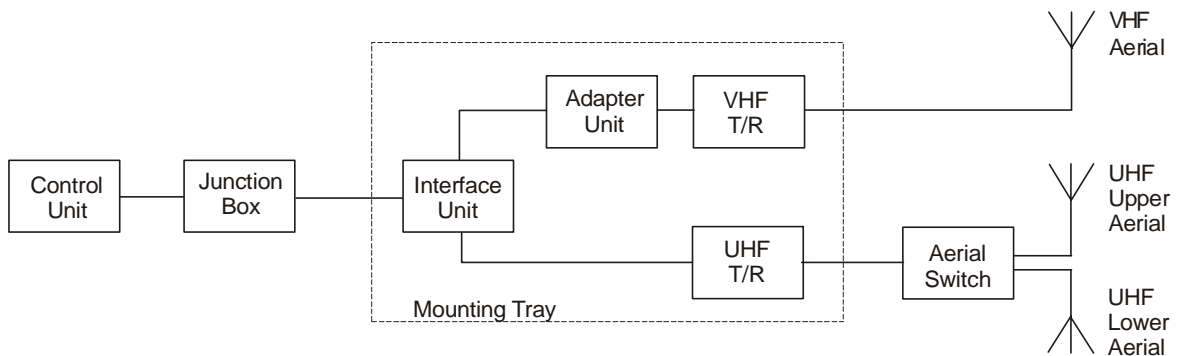 VHF
Aerial
Adapter
Unit
VHF
T/R
Control
Unit
Junction
Box
Interface
Unit
UHF
Upper
Aerial
UHF
T/R
Aerial
Switch
Mounting Tray
UHF
Lower
Aerial